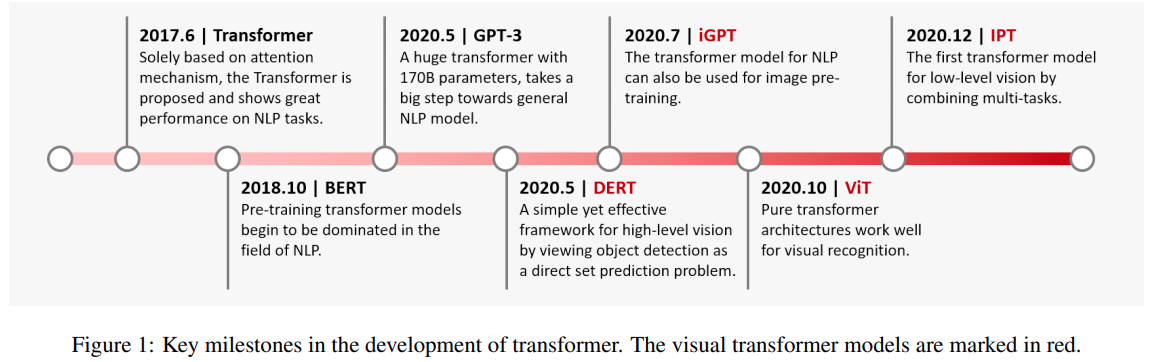 2017.6 | Transformer
Solely based on attention
mechanism, the Transformer is
proposed and shows great
performance on NLP tasks.
2018.10 | BERT
Pre-training transformer models
begin to be dominated in the
field of NLP.
2020.5 | GPT-3
A huge transformer with
170B parameters, takes a
big step towards general
NLP model.
2020.5 | DERT
A simple yet effective
framework for high-level vision
by viewing object detection as
a direct set prediction problem.
2020.7 | iGPT
The transformer model for NLP
can also be used for image pre-
training.
2020.10 | ViT
Pure transformer
architectures work well
for visual recognition.
2020.12 | IPT
The first transformer model
for low-level vision by
combining multi-tasks.
Figure 1: Key milestones in the development of transformer. The visual transformer models are marked in red.